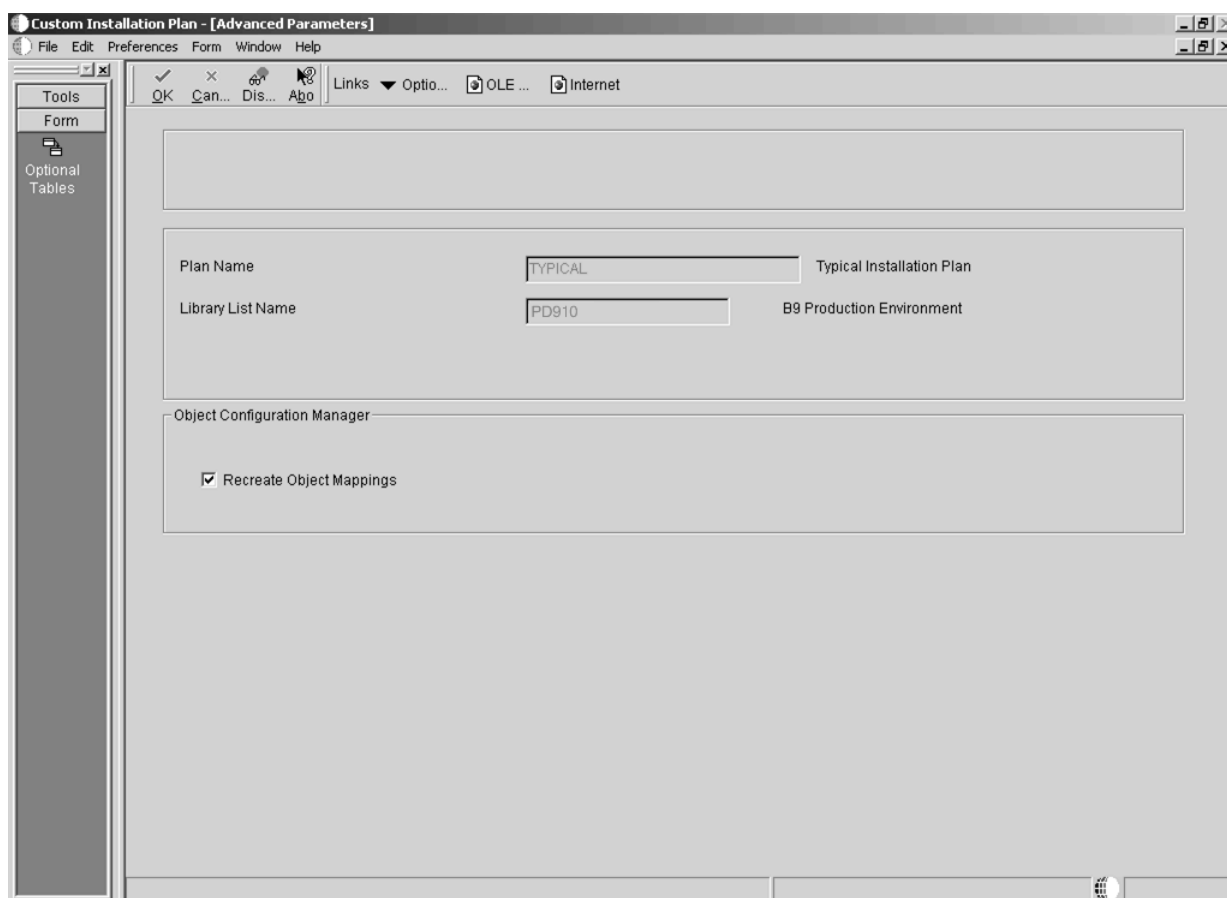 Custom Installation Plan - [Advanced Parameters]
File Edit Preferences Form Window Help
Tools
Form
Optional
Tables
OK Can... Dis... Abo Links Optio... OLE ... Internet
Plan Name TYPICAL Typical Installation Plan
Library List Name PD910 B9 Production Environment
Object Configuration Manager
Recreate Object Mappings